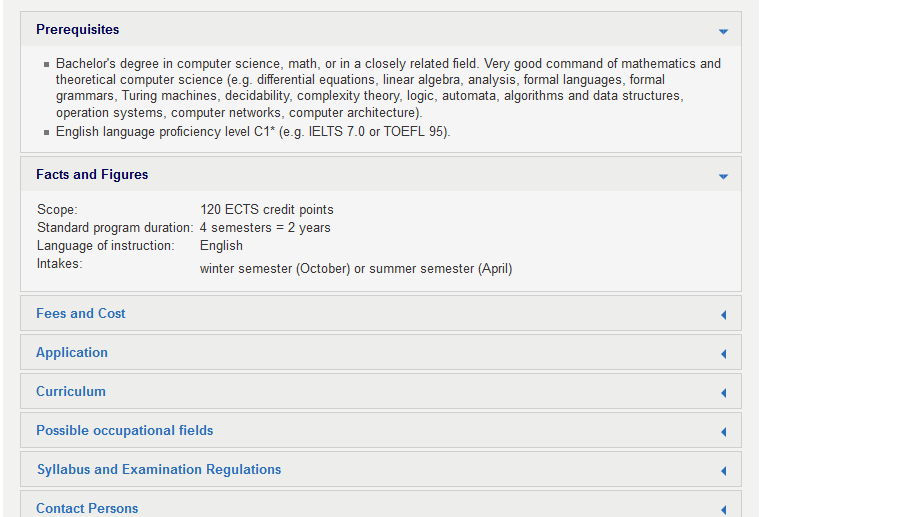 Prerequisites
Bachelor's degree in computer science, math, or in a closely related field. Very good command of mathematics and
theoretical computer science (e.g. differential equations, linear algebra, analysis, formal languages, formal
grammars, Turing machines, decidability, complexity theory, logic, automata, algorithms and data structures,
operation systems, computer networks, computer architecture).
English language proficiency level C1* (e.g. IELTS 7.0 or TOEFL 95).
Facts and Figures
Scope: 120 ECTS credit points
Standard program duration: 4 semesters = 2 years
Language of instruction: English
Intakes: winter semester (October) or summer semester (April)
Fees and Cost
Application
Curriculum
Possible occupational fields
Syllabus and Examination Regulations
Contact Persons